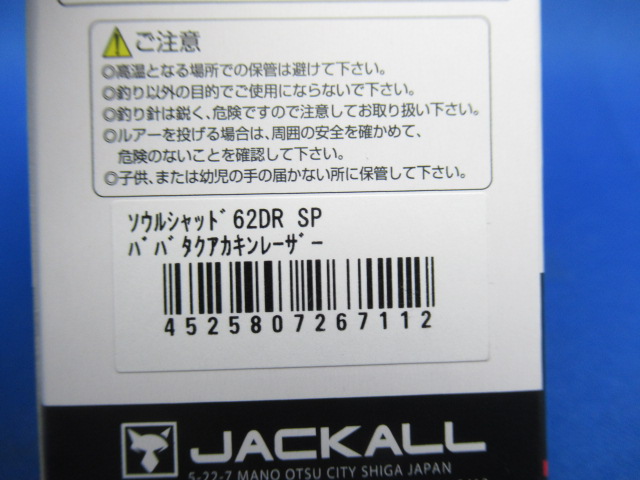 ご注意
◎高温となる場所での保管は避けて下さい。
◎釣り以外の目的でご使用にならないで下さい。
◎釣り針は鋭く、危険ですので注意してお取り扱い下さい。
◎ルアーを投げる場合は、周囲の安全を確かめて、
危険のないことを確認して下さい。
◎子供、または幼児の手の届かない所に保管して下さい。
ｿｳﾙｼｬｯﾄﾞ62DR SP
ﾊﾞﾊﾞﾀｸｱｶｷﾝﾚｰｻﾞｰ
4525807267112
JACKALL
5-22-7 MANO OTSU CITY SHIGA JAPAN